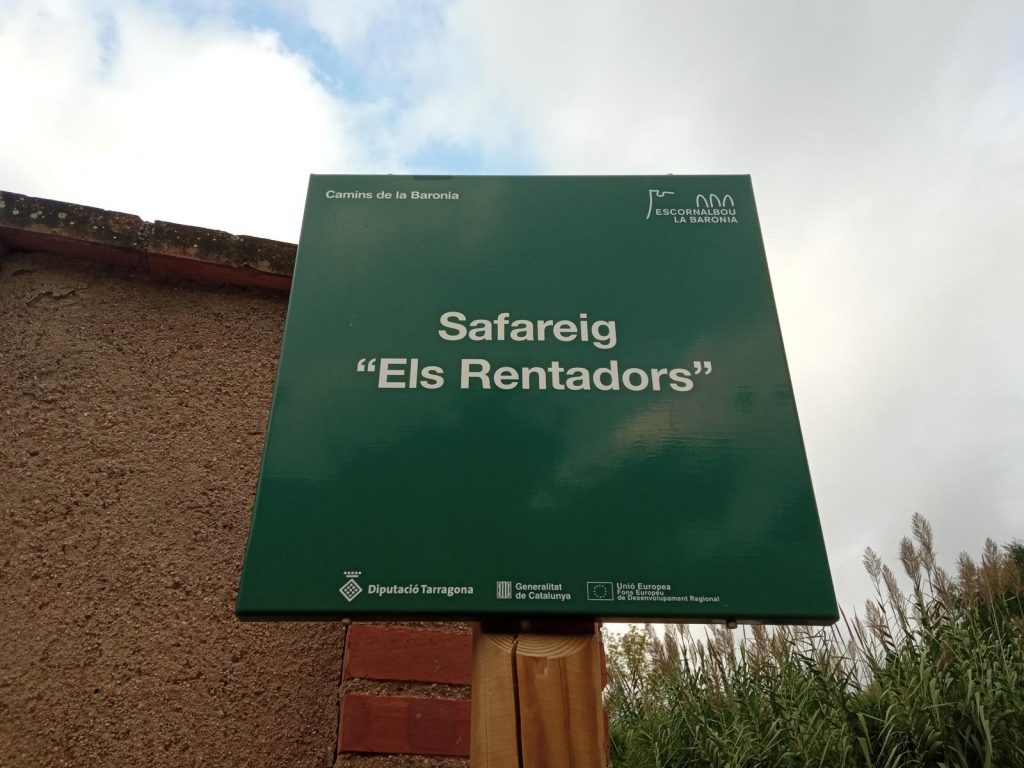 Camins de la Baronia
ESCORNALBOU
LA BARONIA
Safareig
“Els Rentadors”
Diputació Tarragona
Generalitat
de Catalunya
Unió Europea
Fons Europeu
de Desenvolupament Regional